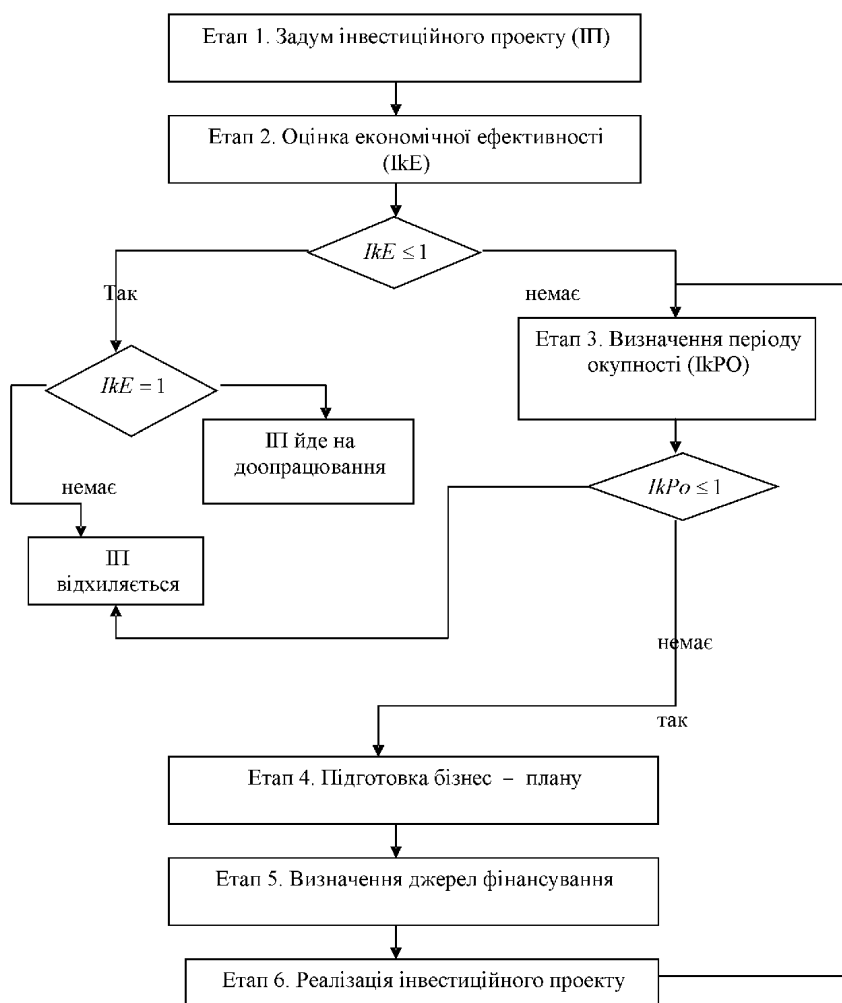 Етап 1. Задум інвестиційного проекту (ІП)
Етап 2. Оцінка економічної ефективності
(IkE)
IkE ≤ 1
Так
немає
Етап 3. Визначення періоду
окупності (IkPO)
IkE = 1
ІП йде на
доопрацювання
IkPo ≤ 1
немає
ІП
відхиляється
немає
так
Етап 4. Підготовка бізнес – плану
Етап 5. Визначення джерел фінансування
Етап 6. Реалізація інвестиційного проекту